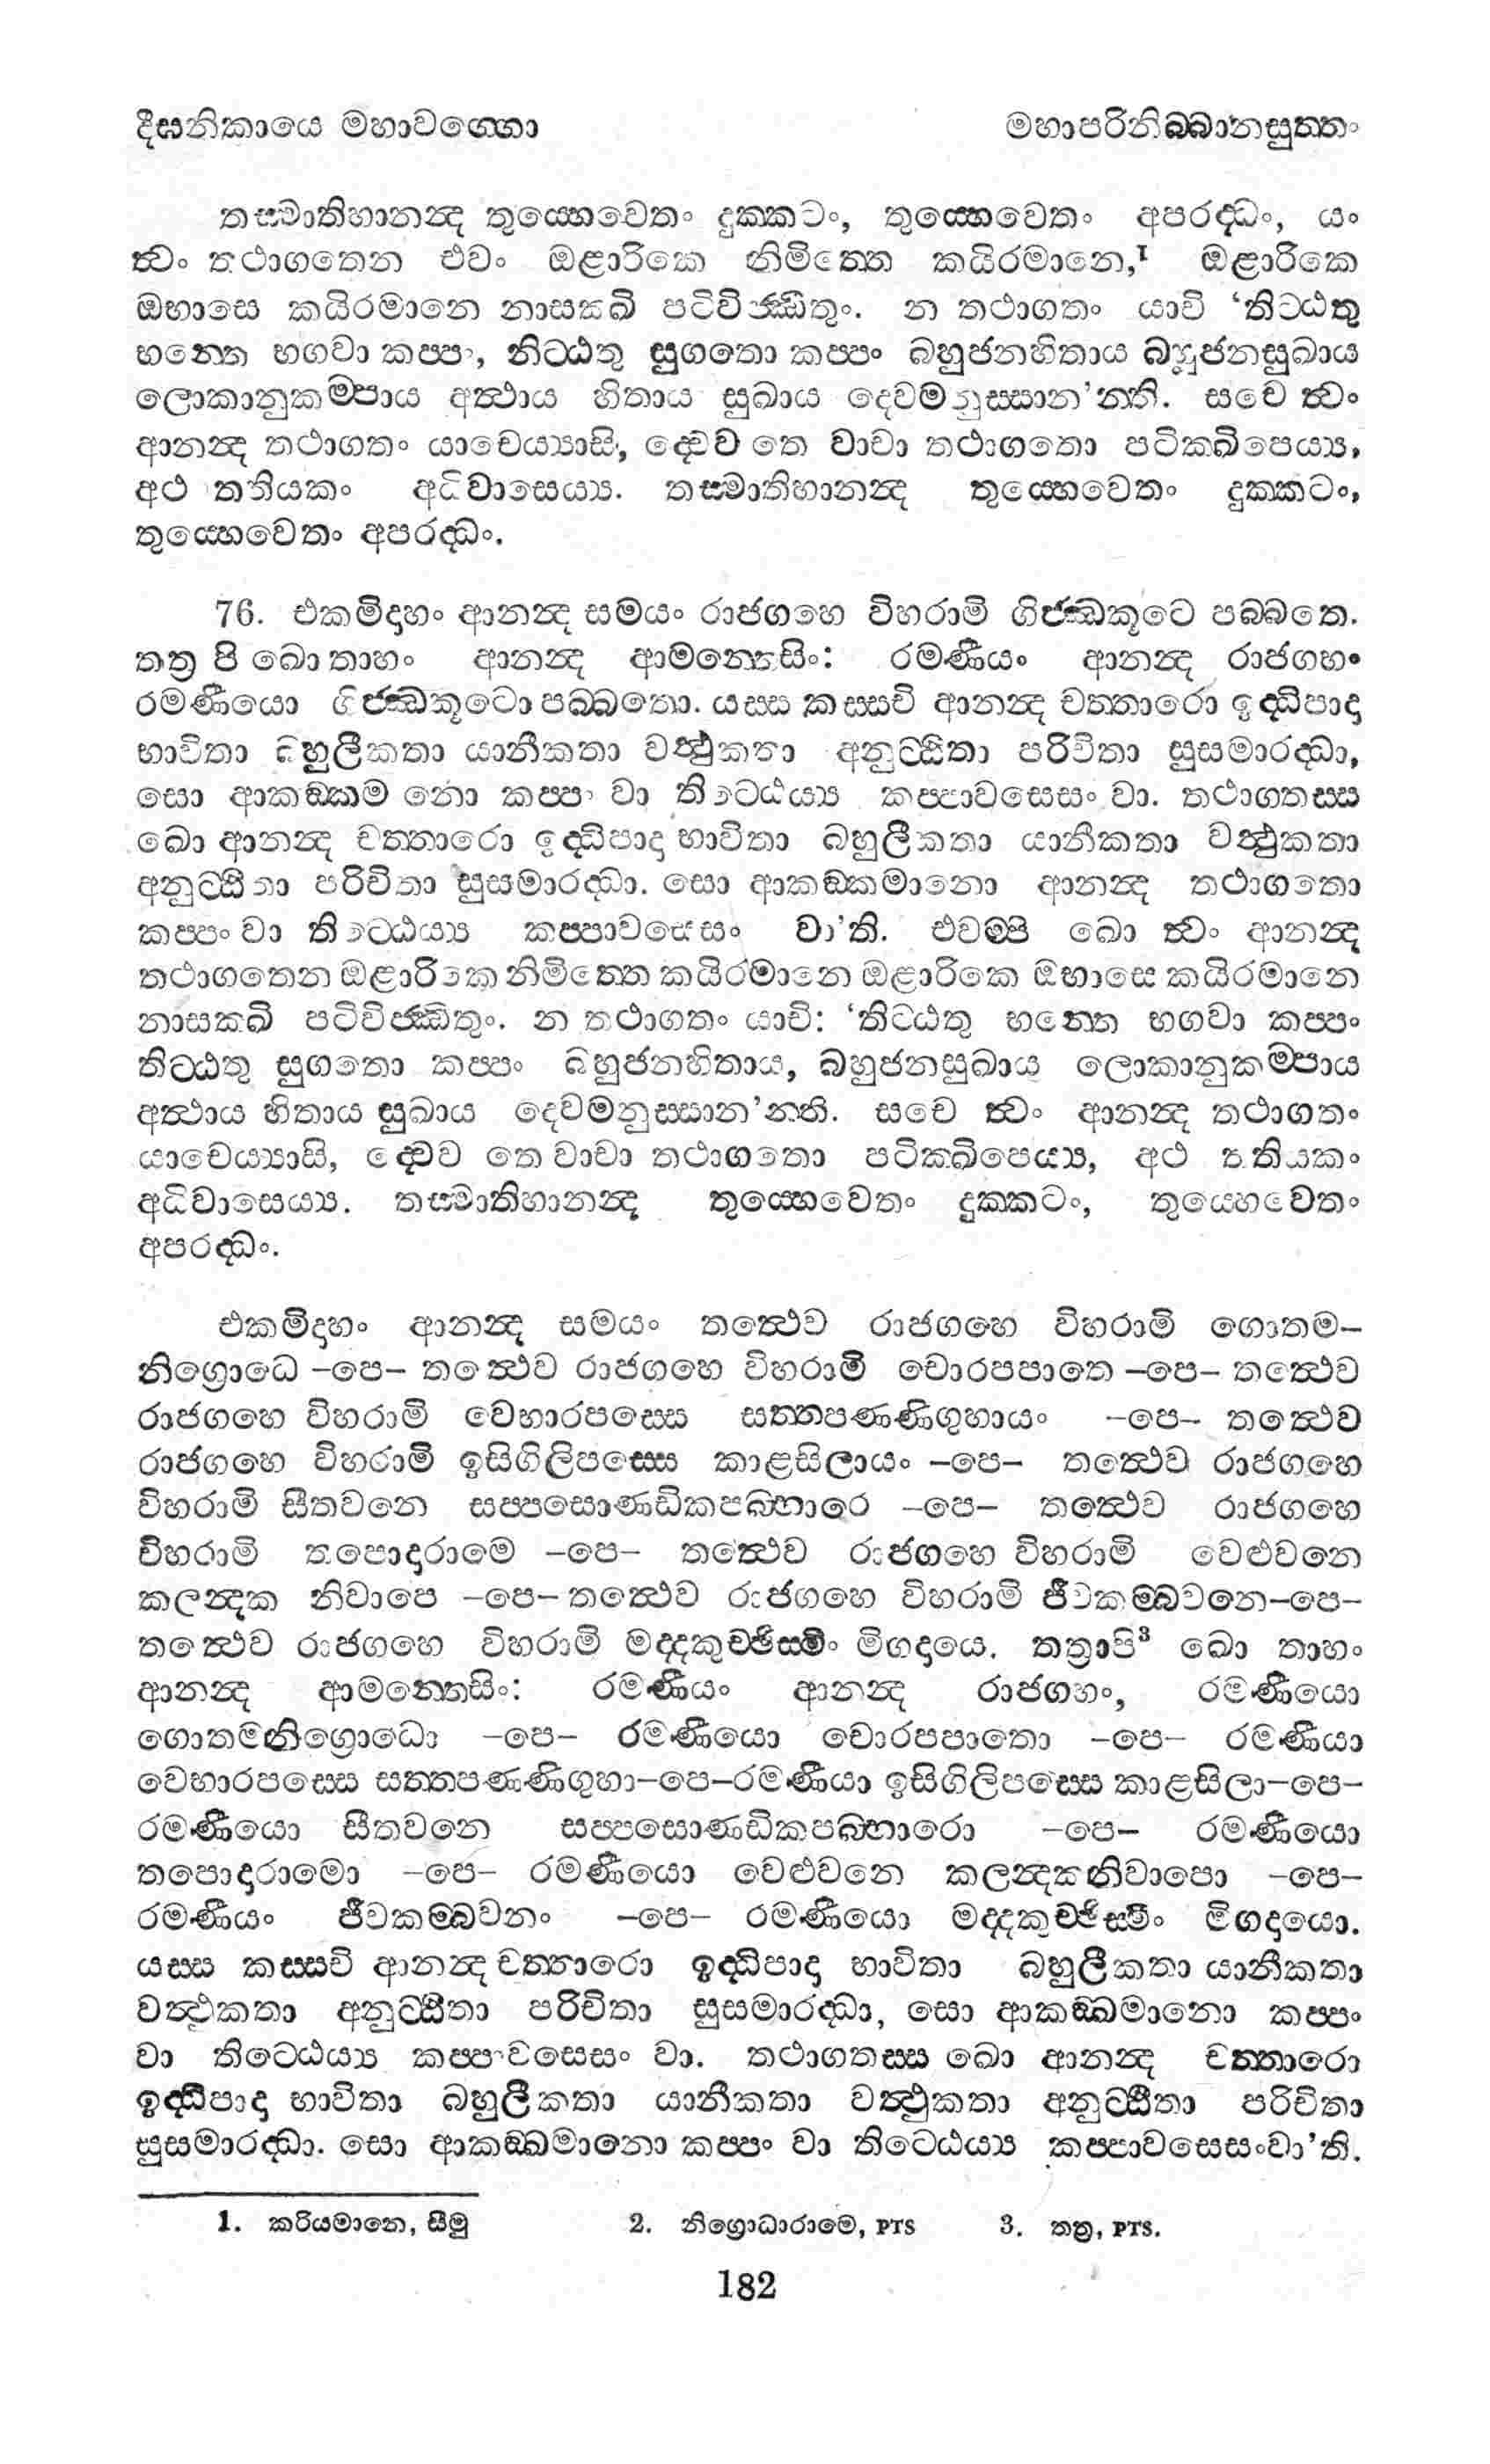 දීඝනිකායෙ මහාවග්ගො මහාපරිනිබ්බානසුත්තං
තස්මාතිහානන්ද තුය්හෙවෙතං දුක්කටං, තුය්හෙවෙතං අපරද්ධං, යං
ත්වං තථාගතෙන එවං ඔළාරිකෙ නිමිත්තෙ කයිරමානෙ,1 ඔළාරිකෙ
ඔභාසෙ කයිරමානෙ නාසක්ඛි පටිවිජ්ඣිතුං. න තථාගතං යාචි ‘තිට්ඨතු
භන්තෙ භගවා කප්පං, තිට්ඨතු සුගතො කප්පං බහුජනහිතාය බහුජනසුඛාය
ලොකානුකම්පාය අත්ථාය හිතාය සුඛාය දෙවමනුස්සාන’න්ති. සචෙ ත්වං
ආනන්ද තථාගතං යාචෙය්යාසි, ද්වෙව තෙ වාචා තථාගතො පටික්ඛිපෙය්ය,
අථ තතියකං අධිවාසෙය්ය. තස්මාතිහානන්ද තුය්හෙවෙතං දුක්කටං,
තුය්හෙවෙතං අපරද්ධං.
76. එකමිදාහං ආනන්ද සමයං රාජගහෙ විහරාමි ගිජ්ඣකූටෙ පබ්බතෙ.
තත්‍ර පි ඛො තාහං ආනන්ද ආමන්තෙසිං: රමණීයං ආනන්ද රාජගහං
රමණීයො ගිජ්ඣකූටො පබ්බතො. යස්ස කස්සචි ආනන්ද චත්තාරො ඉද්ධිපාදා
භාවිතා බහුලීකතා යානීකතා වත්ථුකතා අනුට්ඨිතා පරිචිතා සුසමාරද්ධා,
සො ආකඞ්ඛමානො කප්පං වා තිට්ඨෙය්ය කප්පාවසෙසං වා. තථාගතස්ස
ඛො ආනන්ද චත්තාරො ඉද්ධිපාදා භාවිතා බහුලීකතා යානීකතා වත්ථුකතා
අනුට්ඨිතා පරිචිතා සුසමාරද්ධා. සො ආකඞ්ඛමානො ආනන්ද තථාගතො
කප්පං වා තිට්ඨෙය්ය කප්පාවසෙසං වා’ති. එවම්පි ඛො ත්වං ආනන්ද
තථාගතෙන ඔළාරිකෙ නිමිත්තෙ කයිරමානෙ ඔළාරිකෙ ඔභාසෙ කයිරමානෙ
නාසක්ඛි පටිවිජ්ඣිතුං. න තථාගතං යාචි: ‘තිට්ඨතු භන්තෙ භගවා කප්පං
තිට්ඨතු සුගතො කප්පං බහුජනහිතාය, බහුජනසුඛාය ලොකානුකම්පාය
අත්ථාය හිතාය සුඛාය දෙවමනුස්සාන’න්ති. සචෙ ත්වං ආනන්ද තථාගතං
යාචෙය්යාසි, ද්වෙව තෙ වාචා තථාගතො පටික්ඛිපෙය්ය, අථ තතියකං
අධිවාසෙය්ය. තස්මාතිහානන්ද තුය්හෙවෙතං දුක්කටං, තුය්හෙවෙතං
අපරද්ධං.
එකමිදාහං ආනන්ද සමයං තත්ථෙව රාජගහෙ විහරාමි ගොතම–
නිග්‍රොධෙ –පෙ– තත්ථෙව රාජගහෙ විහරාමි චොරපපාතෙ –පෙ– තත්ථෙව
රාජගහෙ විහරාමි වෙභාරපස්සෙ සත්තපණ්ණිගුහායං –පෙ– තත්ථෙව
රාජගහෙ විහරාමි ඉසිගිලිපස්සෙ කාළසිලායං –පෙ– තත්ථෙව රාජගහෙ
විහරාමි සීතවනෙ සප්පසොණ්ඩිකපබ්භාරෙ –පෙ– තත්ථෙව රාජගහෙ
විහරාමි තපොදාරාමෙ –පෙ– තත්ථෙව රාජගහෙ විහරාමි වෙළුවනෙ
කලන්දක නිවාපෙ –පෙ– තත්ථෙව රාජගහෙ විහරාමි ජීවකම්බවනෙ–පෙ–
තත්ථෙව රාජගහෙ විහරාමි මද්දකුච්ඡිස්මිං මිගදායෙ. තත්‍රාපි3 ඛො තාහං
ආනන්ද ආමන්තෙසිං: රමණීයං ආනන්ද රාජගහං, රමණීයො
ගොතමනිග්‍රොධො –පෙ– රමණීයො චොරපපාතො –පෙ– රමණීයා
වෙභාරපස්සෙ සත්තපණ්ණිගුහා–පෙ–රමණීයා ඉසිගිලිපස්සෙ කාළසිලා–පෙ–
රමණීයො සීතවනෙ සප්පසොණ්ඩිකපබ්භාරො –පෙ– රමණීයො
තපොදාරාමො –පෙ– රමණීයො වෙළුවනෙ කලන්දකනිවාපො –පෙ–
රමණීයං ජීවකම්බවනං –පෙ– රමණීයො මද්දකුච්ඡිස්මිං මිගදායො.
යස්ස කස්සචි ආනන්ද චත්තාරො ඉද්ධිපාදා භාවිතා බහුලීකතා යානීකතා
වත්ථුකතා අනුට්ඨිතා පරිචිතා සුසමාරද්ධා, සො ආකඞ්ඛමානො කප්පං
වා තිට්ඨෙය්ය කප්පාවසෙසං වා. තථාගතස්ස ඛො ආනන්ද චත්තාරො
ඉද්ධිපාදා භාවිතා බහුලීකතා යානීකතා වත්ථුකතා අනුට්ඨිතා පරිචිතා
සුසමාරද්ධා. සො ආකඞ්ඛමානො කප්පං වා තිට්ඨෙය්ය කප්පාවසෙසංවා’ති.
1. කරියමානෙ, සීමු 2. නිග්‍රොධාරාමෙ, PTS 3. තත්‍ර, PTS.
182